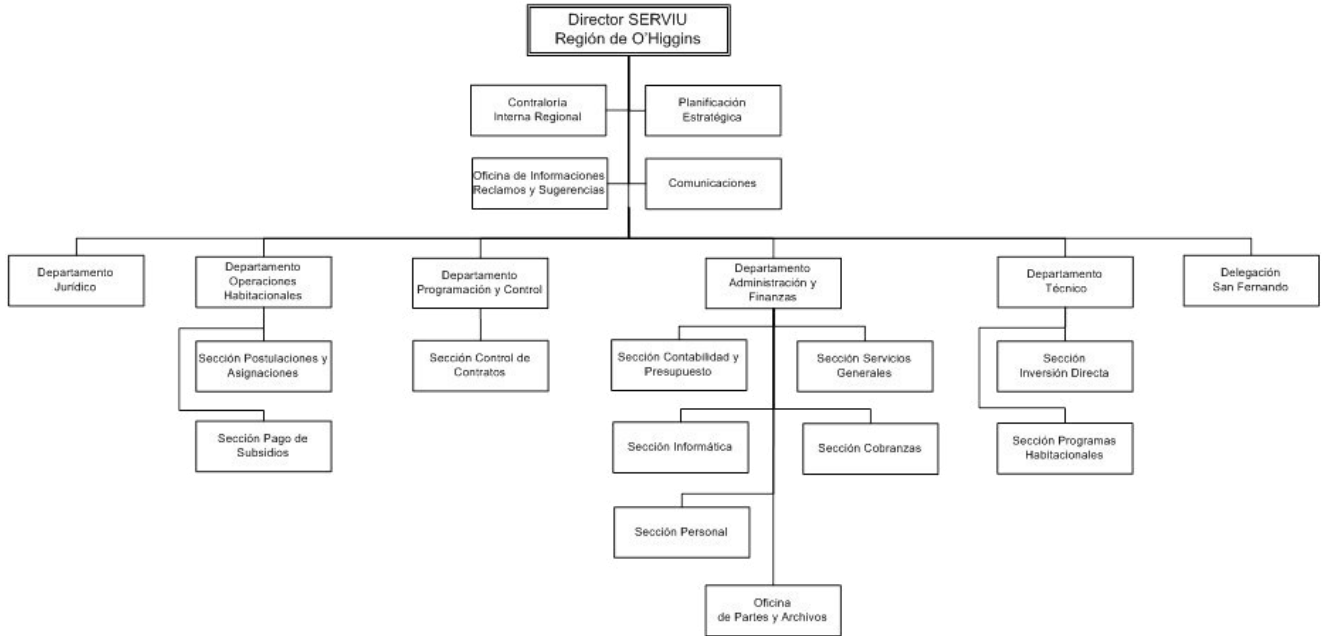 Director SERVIU
Región de O'Higgins
Contraloría
Interna Regional
Planificación
Estratégica
Oficina de Informaciones
Reclamos y Sugerencias
Comunicaciones
Departamento
Jurídico
Departamento
Operaciones
Habitacionales
Departamento
Programación y Control
Departamento
Administración y
Finanzas
Departamento
Técnico
Delegación
San Fernando
Sección Postulaciones y
Asignaciones
Sección Control de
Contratos
Sección Contabilidad y
Presupuesto
Sección Servicios
Generales
Sección
Inversión Directa
Sección Pago de
Subsidios
Sección Informática
Sección Cobranzas
Sección Programas
Habitacionales
Sección Personal
Oficina
de Partes y Archivos